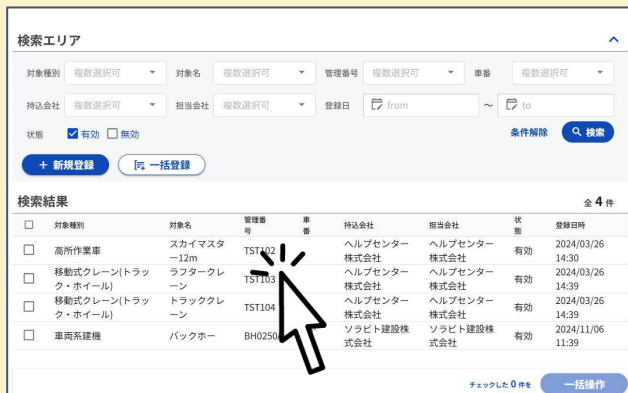 検索エリア
対象種別 複数選択可 対象名 複数選択可 管理番号 複数選択可 車番 複数選択可
持込会社 複数選択可 担当会社 複数選択可 登録日 from ~ to
状態 有効 無効 条件解除 検索
+ 新規登録 一括登録
検索結果 全 4 件
対象種別 対象名 管理番号 車番 持込会社 担当会社 状態 登録日時
高所作業車 スカイマスター12m TST102 ヘルプセンター株式会社 ヘルプセンター株式会社 有効 2024/03/26 14:30
移動式クレーン(トラック・ホイール) ラフタークレーン TST103 ヘルプセンター株式会社 ヘルプセンター株式会社 有効 2024/03/26 14:39
移動式クレーン(トラック・ホイール) トラッククレーン TST104 ヘルプセンター株式会社 ヘルプセンター株式会社 有効 2024/03/26 14:39
車両系建機 バックホー BH0250 ソラビト建設株式会社 ソラビト建設株式会社 有効 2024/11/06 11:39
チェックした 0 件を 一括操作